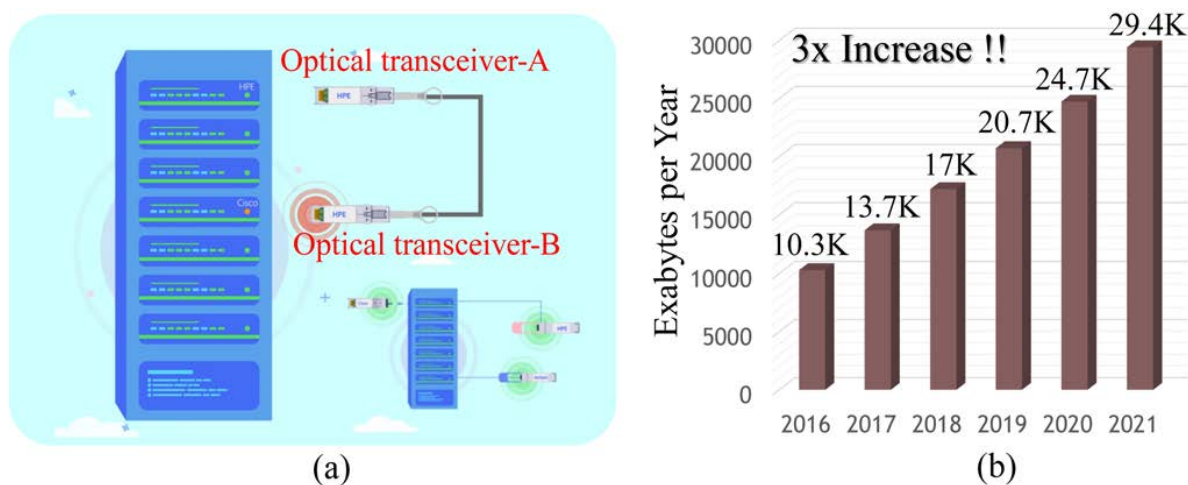 Optical transceiver-A
HPE
HPE
Cisco
HPE
Optical transceiver-B
Cisco
HPE
(a)
3x Increase !!
Exabytes per Year
30000
25000
20000
15000
10000
5000
0
10.3K
13.7K
17K
20.7K
24.7K
29.4K
2016 2017 2018 2019 2020 2021
(b)